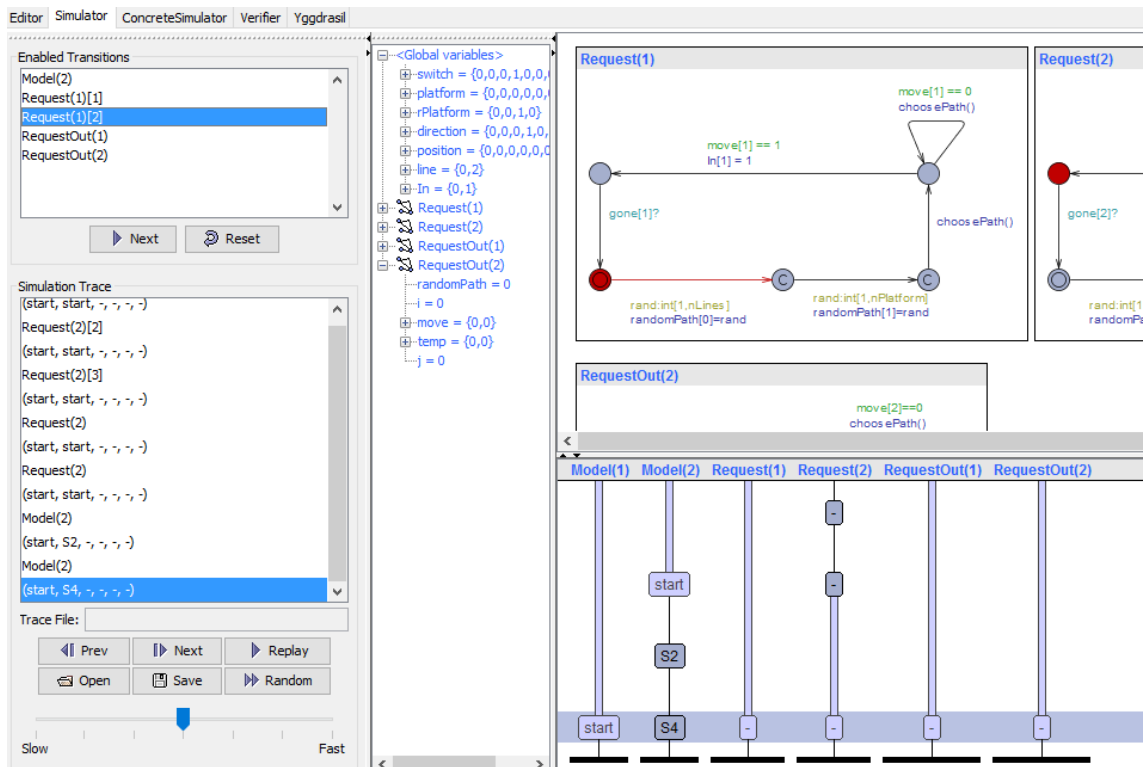 Editor Simulator ConcreteSimulator Verifier Yggdrasil
Enabled Transitions
Model(2)
Request(1)[1]
Request(1)[2]
RequestOut(1)
RequestOut(2)
Next
Reset
Simulation Trace
(start, start, -, -, -, -)
Request(2)[2]
(start, start, -, -, -, -)
Request(2)[3]
(start, start, -, -, -, -)
Request(2)
(start, start, -, -, -, -)
Request(2)
(start, start, -, -, -, -)
Model(2)
(start, S2, -, -, -, -)
Model(2)
(start, S4, -, -, -, -)
Trace File:
Prev
Next
Replay
Open
Save
Random
Slow
Fast
<Global variables>
switch = {0,0,0,1,0,0,
platform = {0,0,0,0,0,
rPlatform = {0,0,1,0}
direction = {0,0,0,1,0,
position = {0,0,0,0,0,0
line = {0,2}
In = {0,1}
Request(1)
Request(2)
RequestOut(1)
RequestOut(2)
randomPath = 0
i = 0
move = {0,0}
temp = {0,0}
j = 0
Request(1)
move[1] == 0
choosePath()
move[1] == 1
In[1] = 1
gone[1]?
choosePath()
C
C
rand:int[1,nLines]
randomPath[0]=rand
rand:int[1,nPlatform]
randomPath[1]=rand
Request(2)
gone[2]?
rand:int[1
randomPa
RequestOut(2)
move[2]==0
choosePath()
Model(1) Model(2) Request(1) Request(2) RequestOut(1) RequestOut(2)
-
start
-
S2
start
S4
-
-
-
-